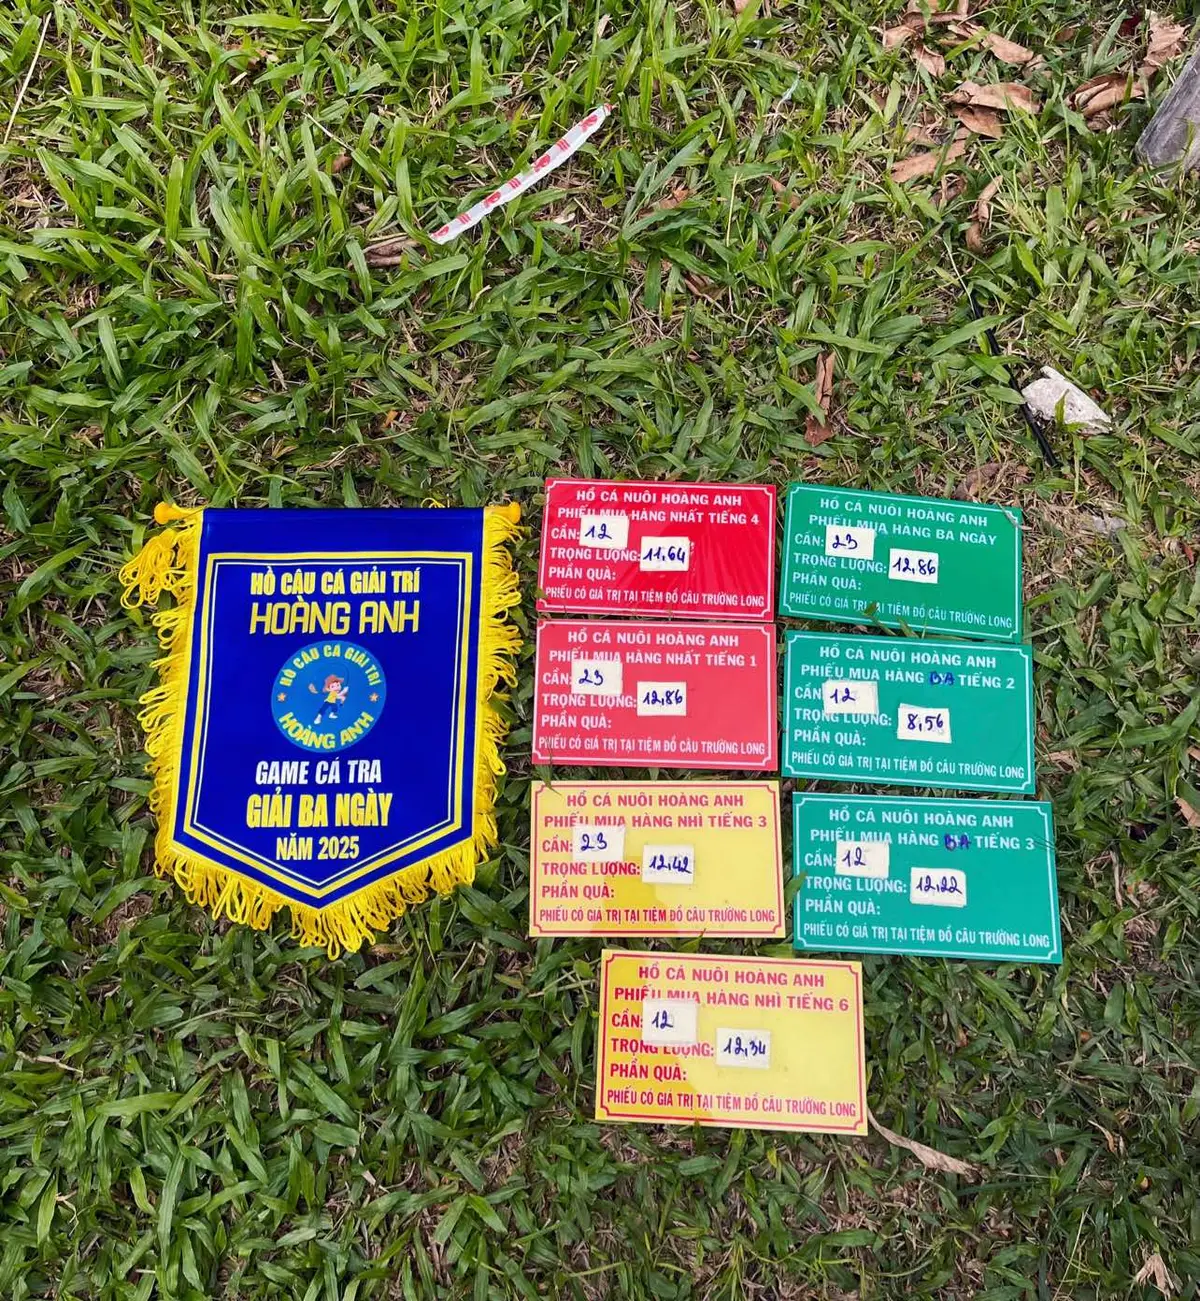 HỒ CÂU CÁ GIẢI TRÍ
HOÀNG ANH
HỒ CÂU CÁ GIẢI TRÍ
HOÀNG ANH
GAME CÁ TRA
GIẢI BA NGÀY
NĂM 2025
HỒ CÁ NUÔI HOÀNG ANH
PHIẾU MUA HÀNG NHẤT TIẾNG 4
CẦN: 12
TRỌNG LƯỢNG: 11,64
PHẦN QUÀ:
PHIẾU CÓ GIÁ TRỊ TẠI TIỆM ĐỒ CÂU TRƯỜNG LONG
HỒ CÁ NUÔI HOÀNG ANH
PHIẾU MUA HÀNG BA NGÀY
CẦN: 23
TRỌNG LƯỢNG: 12,86
PHẦN QUÀ:
PHIẾU CÓ GIÁ TRỊ TẠI TIỆM ĐỒ CÂU TRƯỜNG LONG
HỒ CÁ NUÔI HOÀNG ANH
PHIẾU MUA HÀNG NHẤT TIẾNG 1
CẦN: 23
TRỌNG LƯỢNG: 12,86
PHẦN QUÀ:
PHIẾU CÓ GIÁ TRỊ TẠI TIỆM ĐỒ CÂU TRƯỜNG LONG
HỒ CÁ NUÔI HOÀNG ANH
PHIẾU MUA HÀNG BA TIẾNG 2
CẦN: 12
TRỌNG LƯỢNG: 8,56
PHẦN QUÀ:
PHIẾU CÓ GIÁ TRỊ TẠI TIỆM ĐỒ CÂU TRƯỜNG LONG
HỒ CÁ NUÔI HOÀNG ANH
PHIẾU MUA HÀNG NHÌ TIẾNG 3
CẦN: 23
TRỌNG LƯỢNG: 12,42
PHẦN QUÀ:
PHIẾU CÓ GIÁ TRỊ TẠI TIỆM ĐỒ CÂU TRƯỜNG LONG
HỒ CÁ NUÔI HOÀNG ANH
PHIẾU MUA HÀNG BA TIẾNG 3
CẦN: 12
TRỌNG LƯỢNG: 12,22
PHẦN QUÀ:
PHIẾU CÓ GIÁ TRỊ TẠI TIỆM ĐỒ CÂU TRƯỜNG LONG
HỒ CÁ NUÔI HOÀNG ANH
PHIẾU MUA HÀNG NHÌ TIẾNG 6
CẦN: 12
TRỌNG LƯỢNG: 12,34
PHẦN QUÀ:
PHIẾU CÓ GIÁ TRỊ TẠI TIỆM ĐỒ CÂU TRƯỜNG LONG